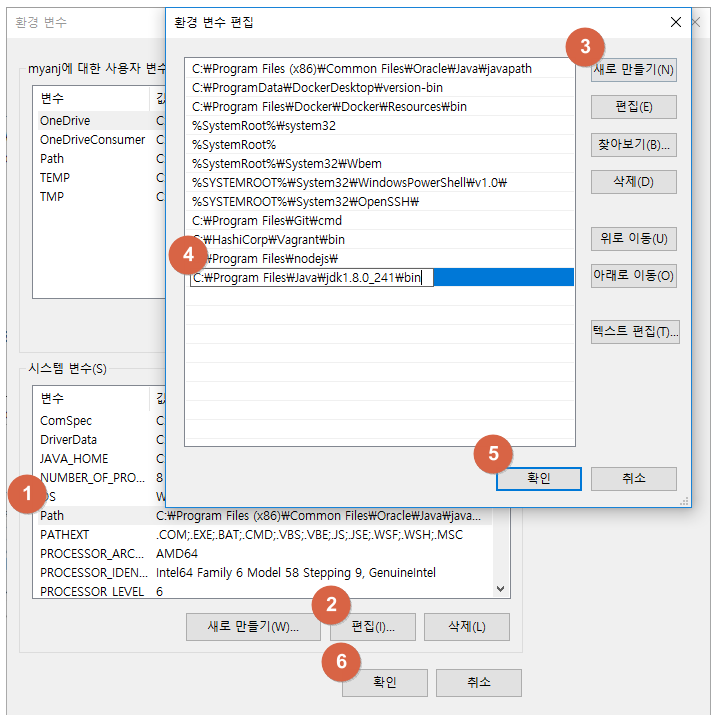 환경 변수
환경 변수 편집
myanj에 대한 사용자 변수
변수 값
OneDrive C:
OneDriveConsumer C:
Path C:
TEMP C:
TMP C:
C:₩Program Files (x86)₩Common Files₩Oracle₩Java₩javapath
C:₩ProgramData₩DockerDesktop₩version-bin
C:₩Program Files₩Docker₩Docker₩Resources₩bin
%SystemRoot%₩system32
%SystemRoot%
%SystemRoot%₩System32₩Wbem
%SYSTEMROOT%₩System32₩WindowsPowerShell₩v1.0₩
%SYSTEMROOT%₩System32₩OpenSSH₩
C:₩Program Files₩Git₩cmd
C:₩HashiCorp₩Vagrant₩bin
₩Program Files₩nodejs₩
4
C:₩Program Files₩Java₩jdk1.8.0_241₩bin
3
새로 만들기(N)
편집(E)
찾아보기(B)...
삭제(D)
위로 이동(U)
아래로 이동(O)
텍스트 편집(T)...
5
확인 취소
시스템 변수(S)
변수 값
ComSpec C:
DriverData C:
JAVA_HOME C:
NUMBER_OF_PRO... 8
1
OS W
Path C:₩Program Files (x86)₩Common Files₩Oracle₩Java₩java...
PATHEXT .COM;.EXE;.BAT;.CMD;.VBS;.VBE;.JS;.JSE;.WSF;.WSH;.MSC
PROCESSOR_ARC... AMD64
PROCESSOR_IDEN... Intel64 Family 6 Model 58 Stepping 9, GenuineIntel
PROCESSOR_LEVEL 6
2
새로 만들기(W)... 편집(I)... 삭제(L)
6
확인 취소